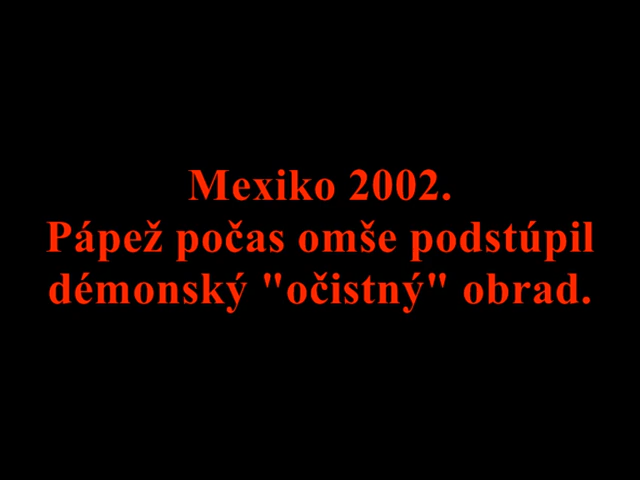 Mexiko 2002.
Pápež počas omše podstúpil
démonský "očistný" obrad.